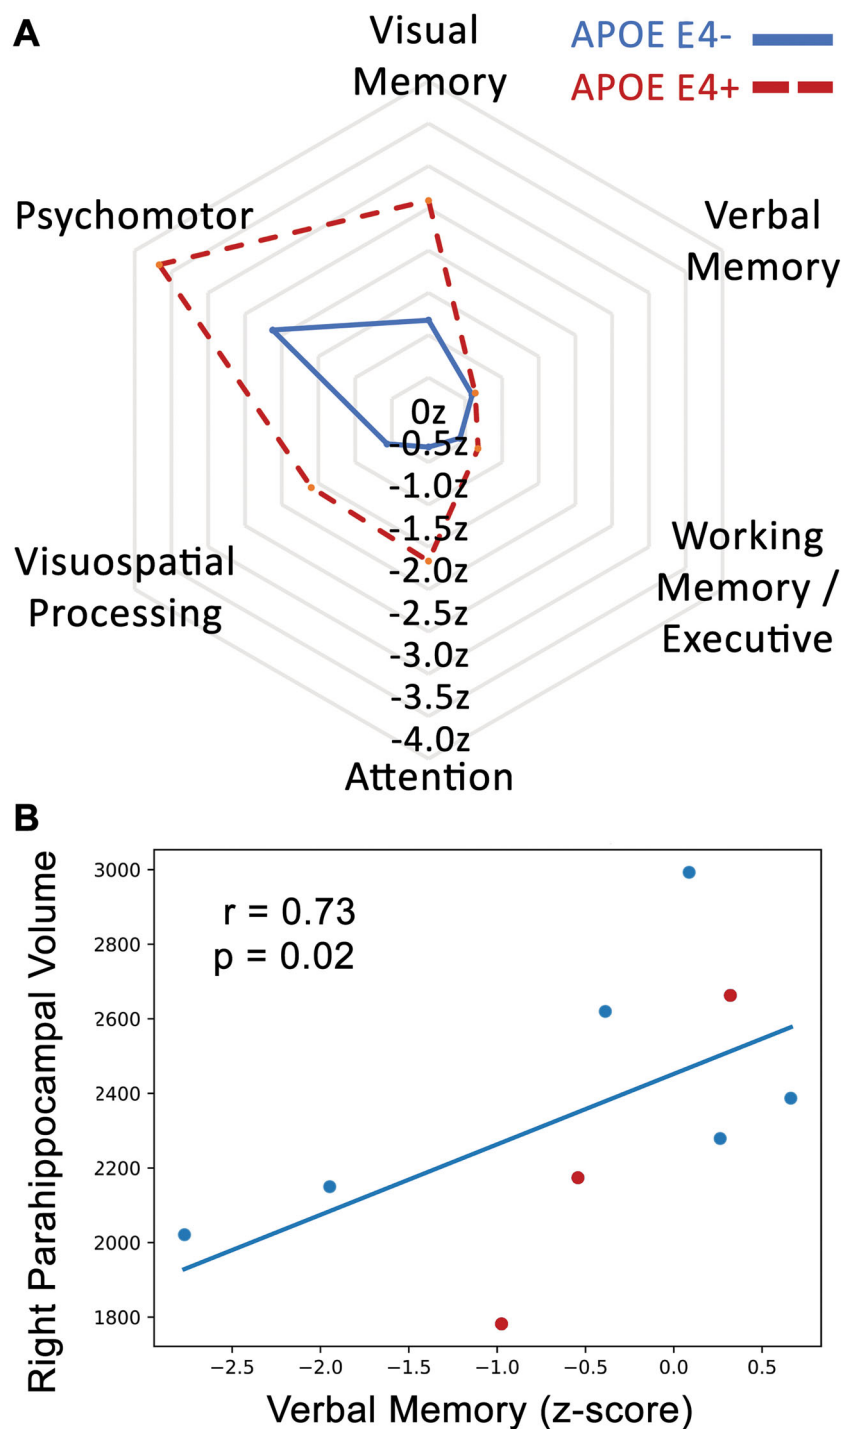 A
Visual
Memory
APOE E4-
APOE E4+
Psychomotor
Verbal
Memory
0z
-0.5z
-1.0z
-1.5z
-2.0z
-2.5z
-3.0z
-3.5z
-4.0z
Visuospatial
Processing
Working
Memory /
Executive
Attention
B
Right Parahippocampal Volume
3000
2800
2600
2400
2200
2000
1800
r = 0.73
p = 0.02
−2.5
−2.0
−1.5
−1.0
−0.5
0.0
0.5
Verbal Memory (z-score)